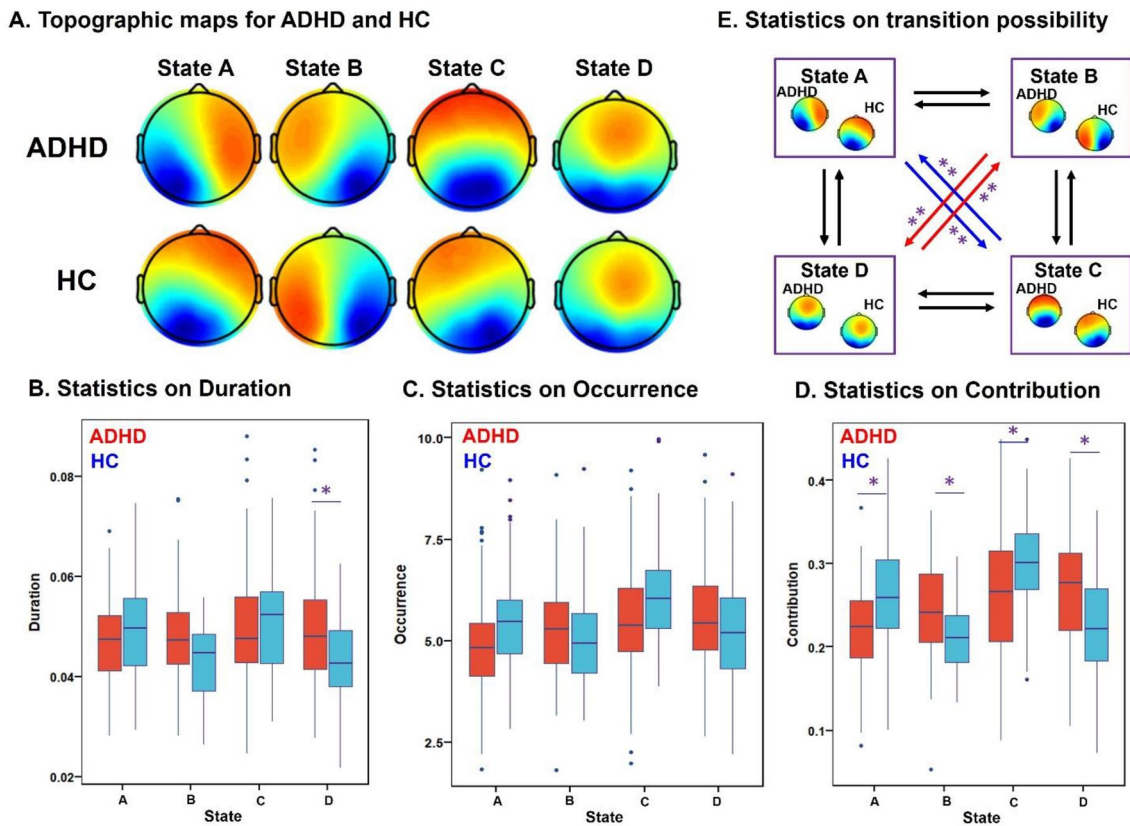 A. Topographic maps for ADHD and HC
State A State B State C State D
ADHD
HC
E. Statistics on transition possibility
State A
ADHD
HC
State B
ADHD
HC
**
**
**
**
State D
ADHD
HC
State C
ADHD
HC
B. Statistics on Duration
ADHD
HC
*
0.08
0.06
0.04
0.02
Duration
A B C D
State
C. Statistics on Occurrence
ADHD
HC
10.0
7.5
5.0
2.5
Occurrence
A B C D
State
D. Statistics on Contribution
ADHD
HC
* * * *
0.4
0.3
0.2
0.1
Contribution
A B C D
State